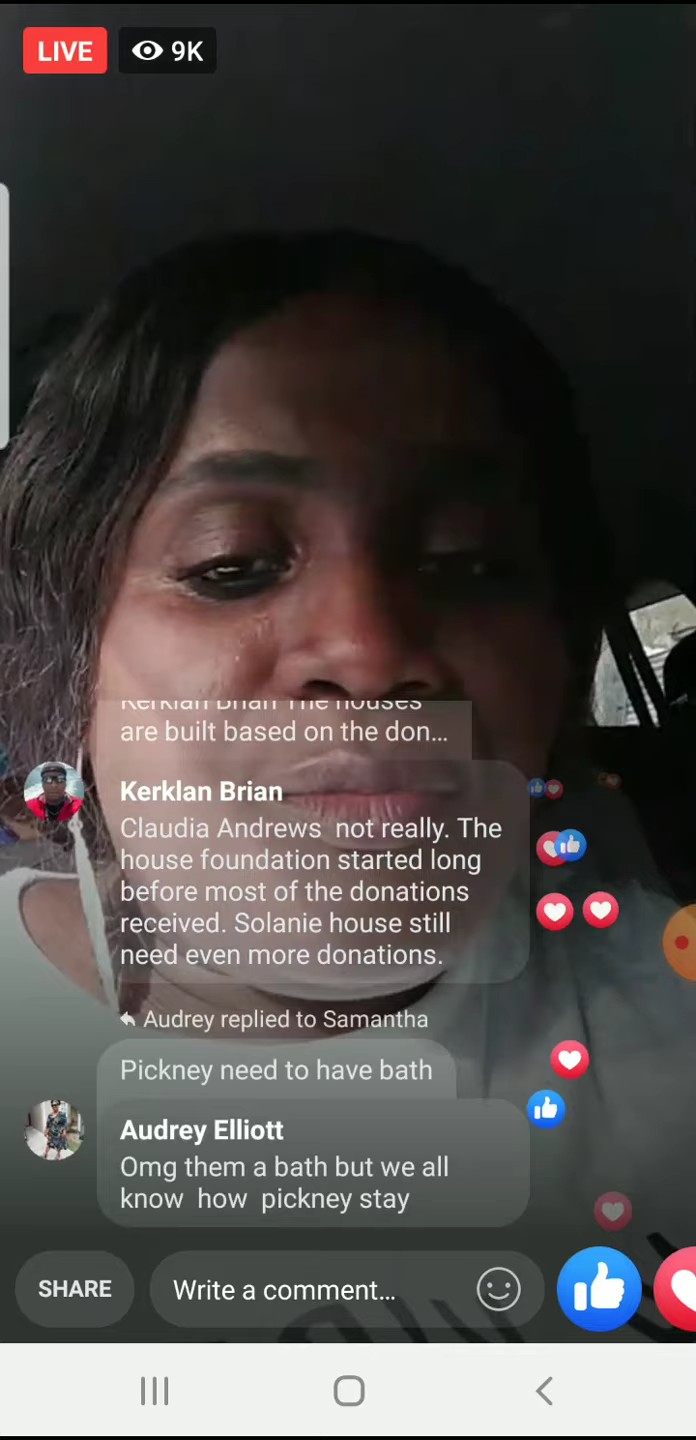 LIVE
9K
Kerklan Brian The houses
are built based on the don...
Kerklan Brian
Claudia Andrews not really. The
house foundation started long
before most of the donations
received. Solanie house still
need even more donations.
Audrey replied to Samantha
Pickney need to have bath
Audrey Elliott
Omg them a bath but we all
know how pickney stay
SHARE
Write a comment...